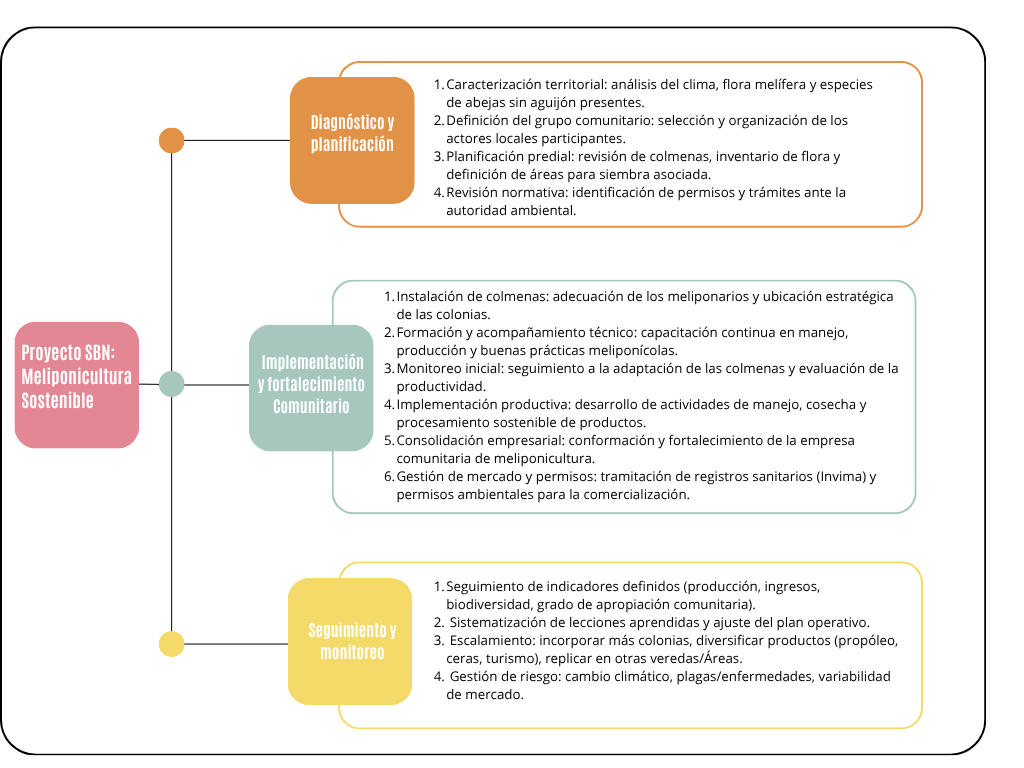 Proyecto SBN:
Meliponicultura
Sostenible
Diagnóstico y
planificación
1. Caracterización territorial: análisis del clima, flora melífera y especies
de abejas sin aguijón presentes.
2. Definición del grupo comunitario: selección y organización de los
actores locales participantes.
3. Planificación predial: revisión de colmenas, inventario de flora y
definición de áreas para siembra asociada.
4. Revisión normativa: identificación de permisos y trámites ante la
autoridad ambiental.
Implementación
y fortalecimiento
Comunitario
1. Instalación de colmenas: adecuación de los meliponarios y ubicación estratégica
de las colonias.
2. Formación y acompañamiento técnico: capacitación continua en manejo,
producción y buenas prácticas meliponícolas.
3. Monitoreo inicial: seguimiento a la adaptación de las colmenas y evaluación de la
productividad.
4. Implementación productiva: desarrollo de actividades de manejo, cosecha y
procesamiento sostenible de productos.
5. Consolidación empresarial: conformación y fortalecimiento de la empresa
comunitaria de meliponicultura.
6. Gestión de mercado y permisos: tramitación de registros sanitarios (Invima) y
permisos ambientales para la comercialización.
Seguimiento y
monitoreo
1. Seguimiento de indicadores definidos (producción, ingresos,
biodiversidad, grado de apropiación comunitaria).
2. Sistematización de lecciones aprendidas y ajuste del plan operativo.
3. Escalamiento: incorporar más colonias, diversificar productos (propóleo,
ceras, turismo), replicar en otras veredas/Áreas.
4. Gestión de riesgo: cambio climático, plagas/enfermedades, variabilidad
de mercado.